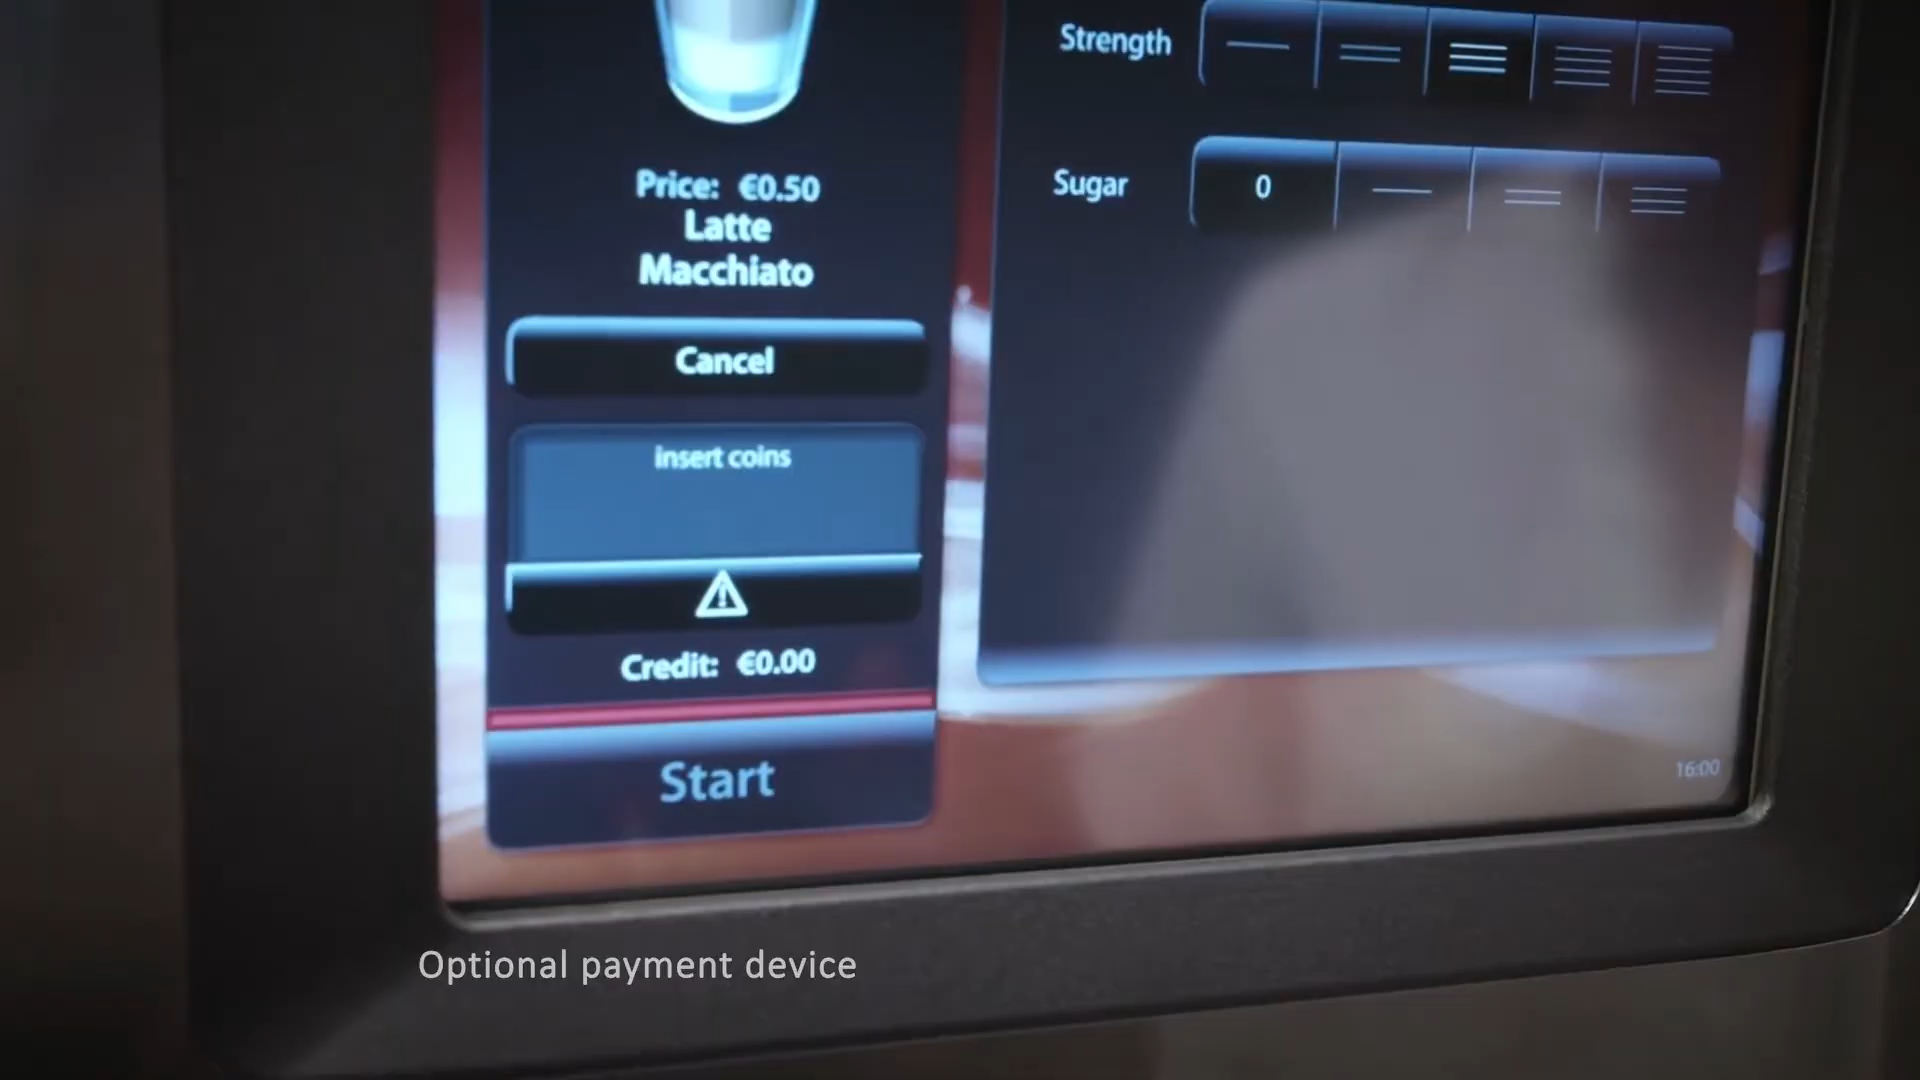 Strength
Sugar
0
Price: €0.50
Latte
Macchiato
Cancel
insert coins
Credit: €0.00
Start
16:00
Optional payment device